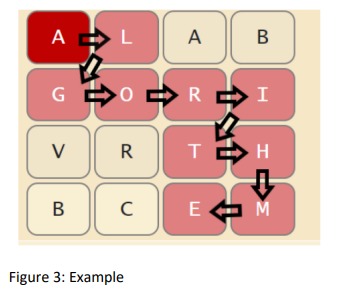 A L A B
G O R I
V R T H
B C E M
Figure 3: Example